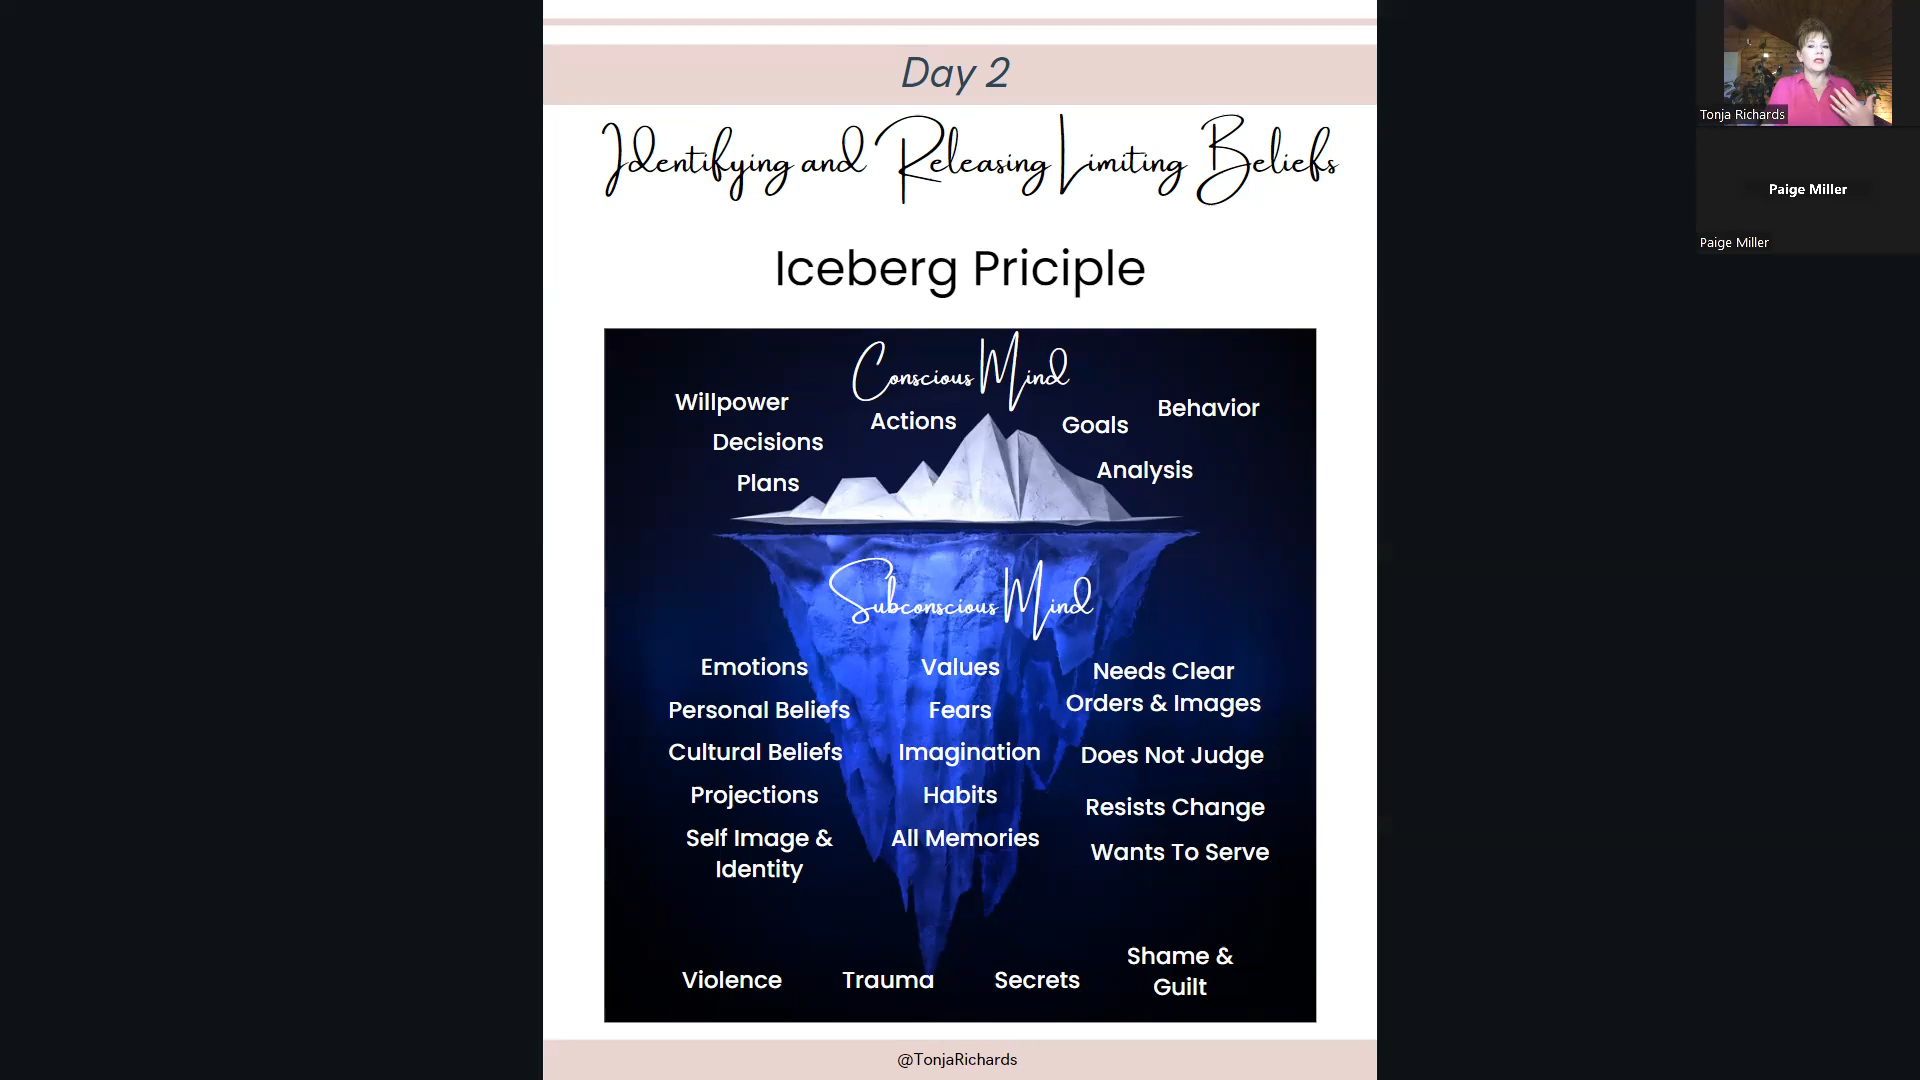 Day 2
Identifying and Releasing Limiting Beliefs
Iceberg Priciple
Conscious Mind
Willpower
Actions
Goals
Behavior
Decisions
Analysis
Plans
Subconscious Mind
Emotions
Personal Beliefs
Cultural Beliefs
Projections
Self Image &
Identity
Values
Fears
Imagination
Habits
All Memories
Needs Clear
Orders & Images
Does Not Judge
Resists Change
Wants To Serve
Violence
Trauma
Secrets
Shame &
Guilt
@TonjaRichards
Tonja Richards
Paige Miller
Paige Miller